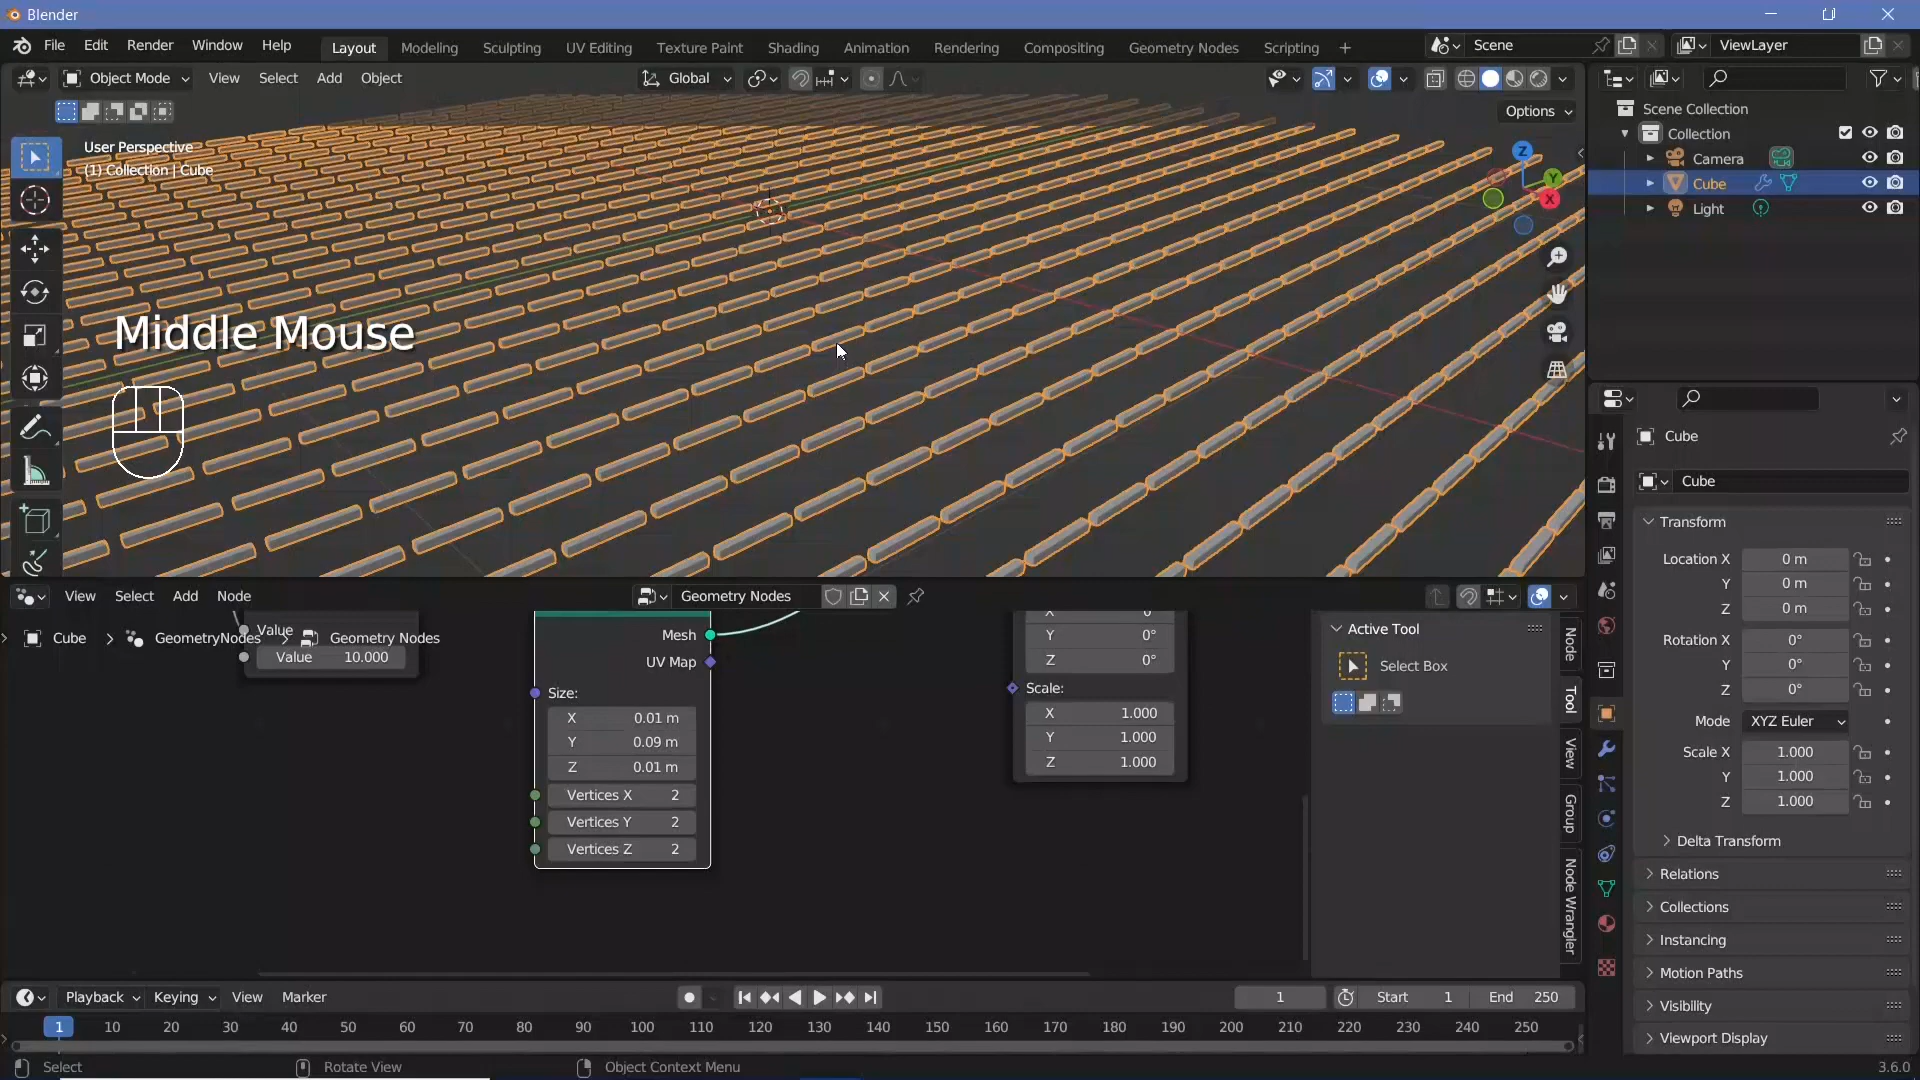 Blender
File Edit Render Window Help
Layout Modeling Sculpting UV Editing Texture Paint Shading Animation Rendering Compositing Geometry Nodes Scripting +
Scene
ViewLayer
Object Mode View Select Add Object
Global
Options
User Perspective
(1) Collection | Cube
Z
Y
X
Middle Mouse
Scene Collection
Collection
Camera
Cube
Light
Cube
Cube
Transform
Location X 0 m
Y 0 m
Z 0 m
Rotation X 0°
Y 0°
Z 0°
Mode XYZ Euler
Scale X 1.000
Y 1.000
Z 1.000
Delta Transform
Relations
Collections
Instancing
Motion Paths
Visibility
Viewport Display
View Select Add Node
Geometry Nodes
Cube > GeometryNodes > Geometry Nodes
Value
Value 10.000
Mesh
UV Map
Size:
X 0.01 m
Y 0.09 m
Z 0.01 m
Vertices X 2
Vertices Y 2
Vertices Z 2
X 0°
Y 0°
Z 0°
Scale:
X 1.000
Y 1.000
Z 1.000
Active Tool
Select Box
Node
Tool
View
Group
Node Wrangler
Playback Keying View Marker
1
Start 1
End 250
1 10 20 30 40 50 60 70 80 90 100 110 120 130 140 150 160 170 180 190 200 210 220 230 240 250
Select
Rotate View
Object Context Menu
3.6.0